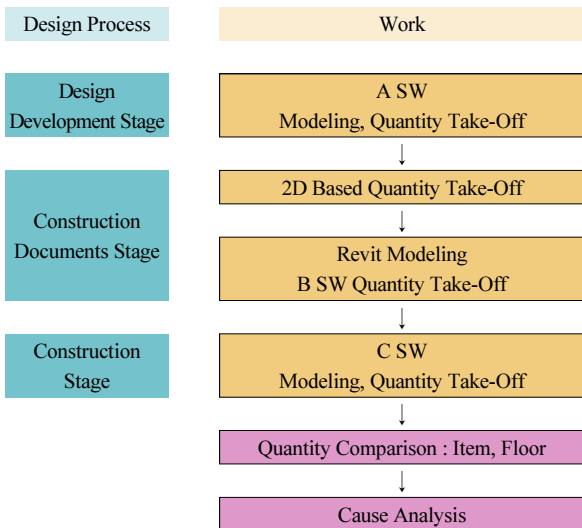 Design Process
Work
Design
Development Stage
A SW
Modeling, Quantity Take-Off
Construction
Documents Stage
2D Based Quantity Take-Off
Revit Modeling
B SW Quantity Take-Off
Construction
Stage
C SW
Modeling, Quantity Take-Off
Quantity Comparison : Item, Floor
Cause Analysis